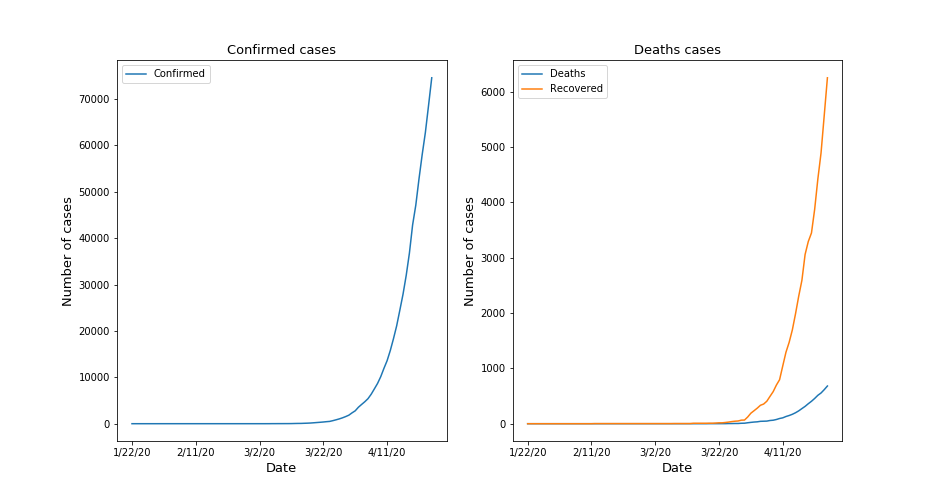 Confirmed cases
Confirmed
70000
60000
50000
40000
30000
20000
10000
0
Number of cases
1/22/20 2/11/20 3/2/20 3/22/20 4/11/20
Date
Deaths cases
Deaths
Recovered
6000
5000
4000
3000
2000
1000
0
Number of cases
1/22/20 2/11/20 3/2/20 3/22/20 4/11/20
Date